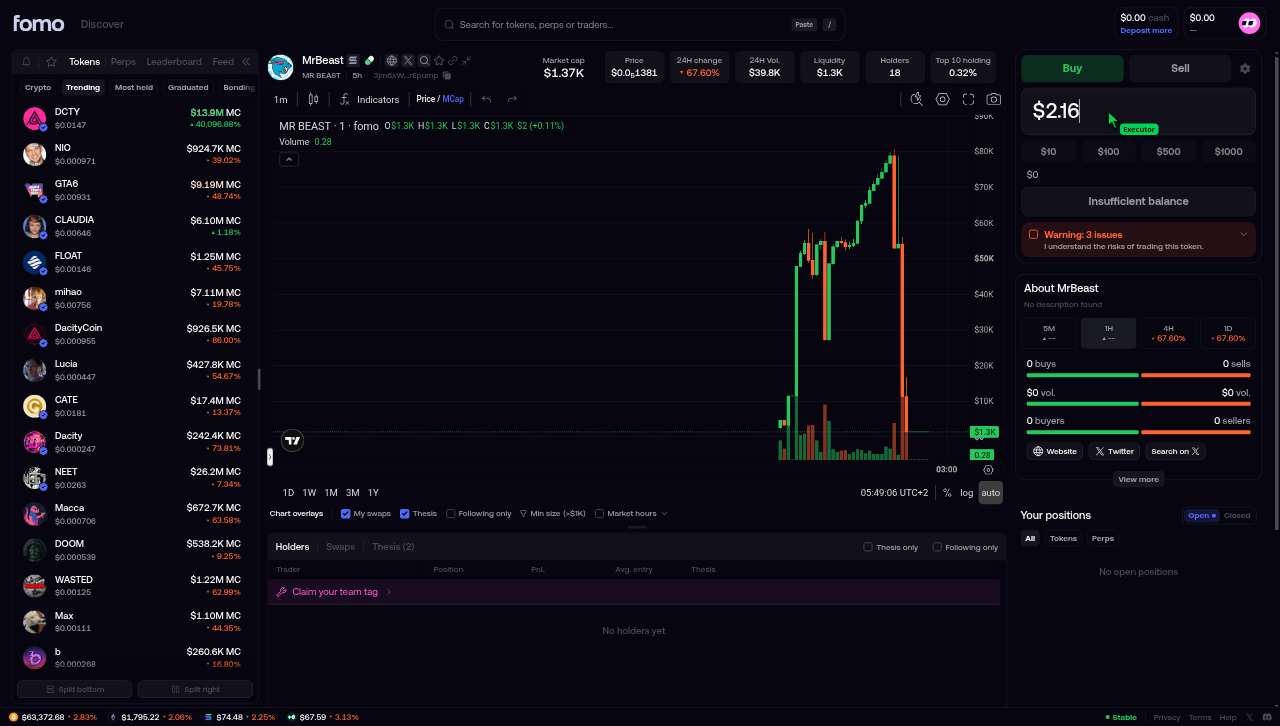 fomo
Discover
Search for tokens, perps or traders...
Paste
/
$0.00 cash
Deposit more
$0.00
Tokens
Perps
Leaderboard
Feed
Crypto
Trending
Most held
Graduated
Bonding
DCTY
$0.0147
$13.9M MC
40,096.88%
NIO
$0.000971
$924.7K MC
39.02%
GTA6
$0.00931
$9.19M MC
48.74%
CLAUDIA
$0.00646
$6.10M MC
1.18%
FLOAT
$0.00146
$1.25M MC
45.75%
mihao
$0.00756
$7.11M MC
19.78%
DacityCoin
$0.000955
$926.5K MC
86.00%
Lucia
$0.000447
$427.8K MC
54.67%
CATE
$0.0181
$17.4M MC
13.37%
Dacity
$0.000247
$242.4K MC
73.81%
NEET
$0.0263
$26.2M MC
7.34%
Macca
$0.000706
$672.7K MC
63.58%
DOOM
$0.000539
$538.2K MC
9.25%
WASTED
$0.00125
$1.22M MC
62.99%
Max
$0.00111
$1.10M MC
44.35%
b
$0.000268
$260.6K MC
16.80%
Split bottom
Split right
MrBeast
MR BEAST
5h
3jm6xW...rEpump
Market cap
$1.37K
Price
$0.0₅1381
24H change
67.60%
24H Vol.
$39.8K
Liquidity
$1.3K
Holders
18
Top 10 holding
0.32%
1m
Indicators
Price / MCap
MR BEAST · 1 · fomo O$1.3K H$1.3K L$1.3K C$1.3K $2 (+0.11%)
Volume 0.28
$90K
$80K
$70K
$60K
$50K
$40K
$30K
$20K
$10K
$1.3K
0.28
03:00
1D
1W
1M
3M
1Y
05:49:06 UTC+2
%
log
auto
Chart overlays
My swaps
Thesis
Following only
Min size (>$1K)
Market hours
Holders
Swaps
Thesis (2)
Thesis only
Following only
Trader
Position
PnL
Avg. entry
Thesis
Claim your team tag
No holders yet
Buy
Sell
$2.16
Executor
$10
$100
$500
$1000
$0
Insufficient balance
Warning: 3 issues
I understand the risks of trading this token.
About MrBeast
No description found
5M
--
1H
--
4H
67.60%
1D
67.60%
0 buys
0 sells
$0 vol.
$0 vol.
0 buyers
0 sellers
Website
Twitter
Search on X
View more
Your positions
Open
Closed
All
Tokens
Perps
No open positions
$63,372.68 2.83%
$1,795.22 2.06%
$74.48 2.25%
$67.59 3.13%
Stable
Privacy
Terms
Help